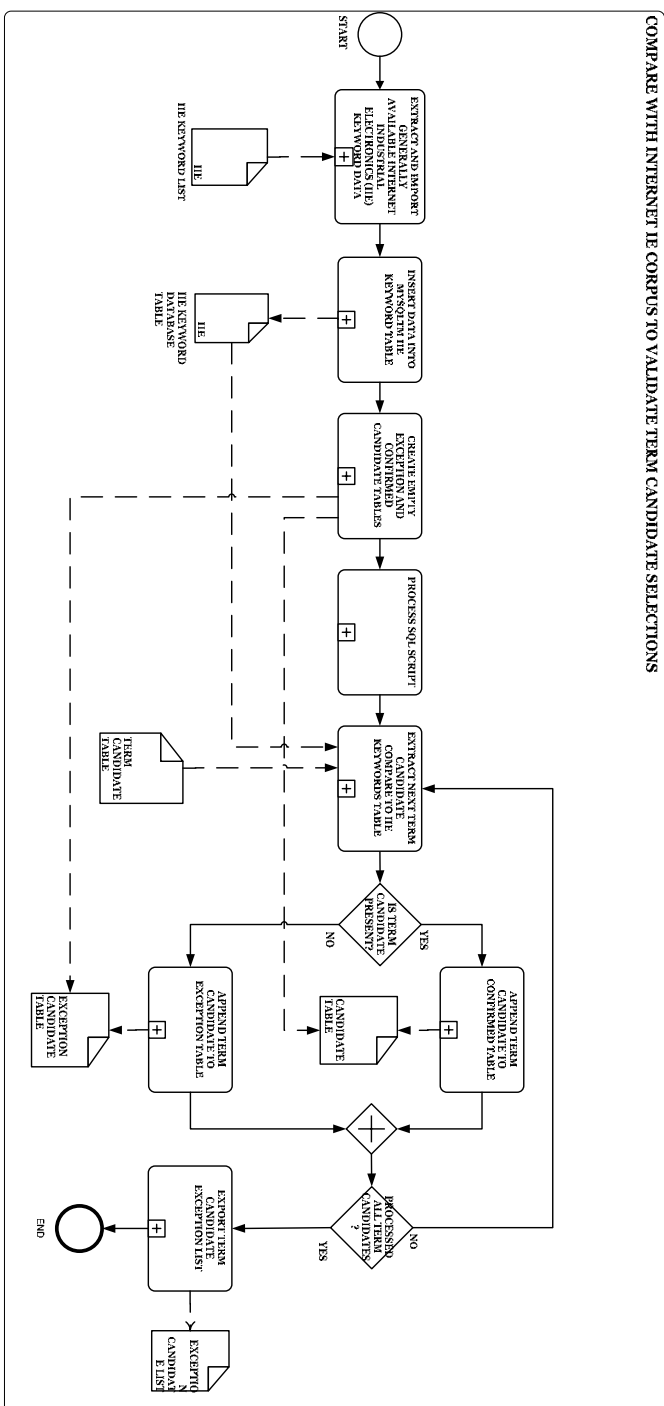 COMPARE WITH INTERNET IE CORPUS TO VALIDATE TERM CANDIDATE SELECTIONS
START
EXTRACT AND IMPORT
GENERALLY
AVAILABLE INTERNET
INDUSTRIAL
ELECTRONICS (IIE)
KEYWORD DATA
IIE
IIE KEYWORD LIST
INSERT DATA INTO
MYSQLTM IIE
KEYWORD TABLE
IIE
IIE KEYWORD
DATABASE
TABLE
CREATE EMPTY
EXCEPTION AND
CONFIRMED
CANDIDATE TABLES
PROCESS SQL SCRIPT
EXTRACT NEXT TERM
CANDIDATE
COMPARE TO IIE
KEYWORDS TABLE
TERM
CANDIDATE
TABLE
IS TERM
CANDIDATE
PRESENT?
YES
NO
APPEND TERM
CANDIDATE TO
CONFIRMED TABLE
CANDIDATE
TABLE
APPEND TERM
CANDIDATE TO
EXCEPTION TABLE
EXCEPTION
CANDIDATE
TABLE
PROCESSED
ALL TERM
CANDIDATES
?
NO
YES
EXPORT TERM
CANDIDATE
EXCEPTION LIST
EXCEPTIO
N
CANDIDAT
E LIST
END